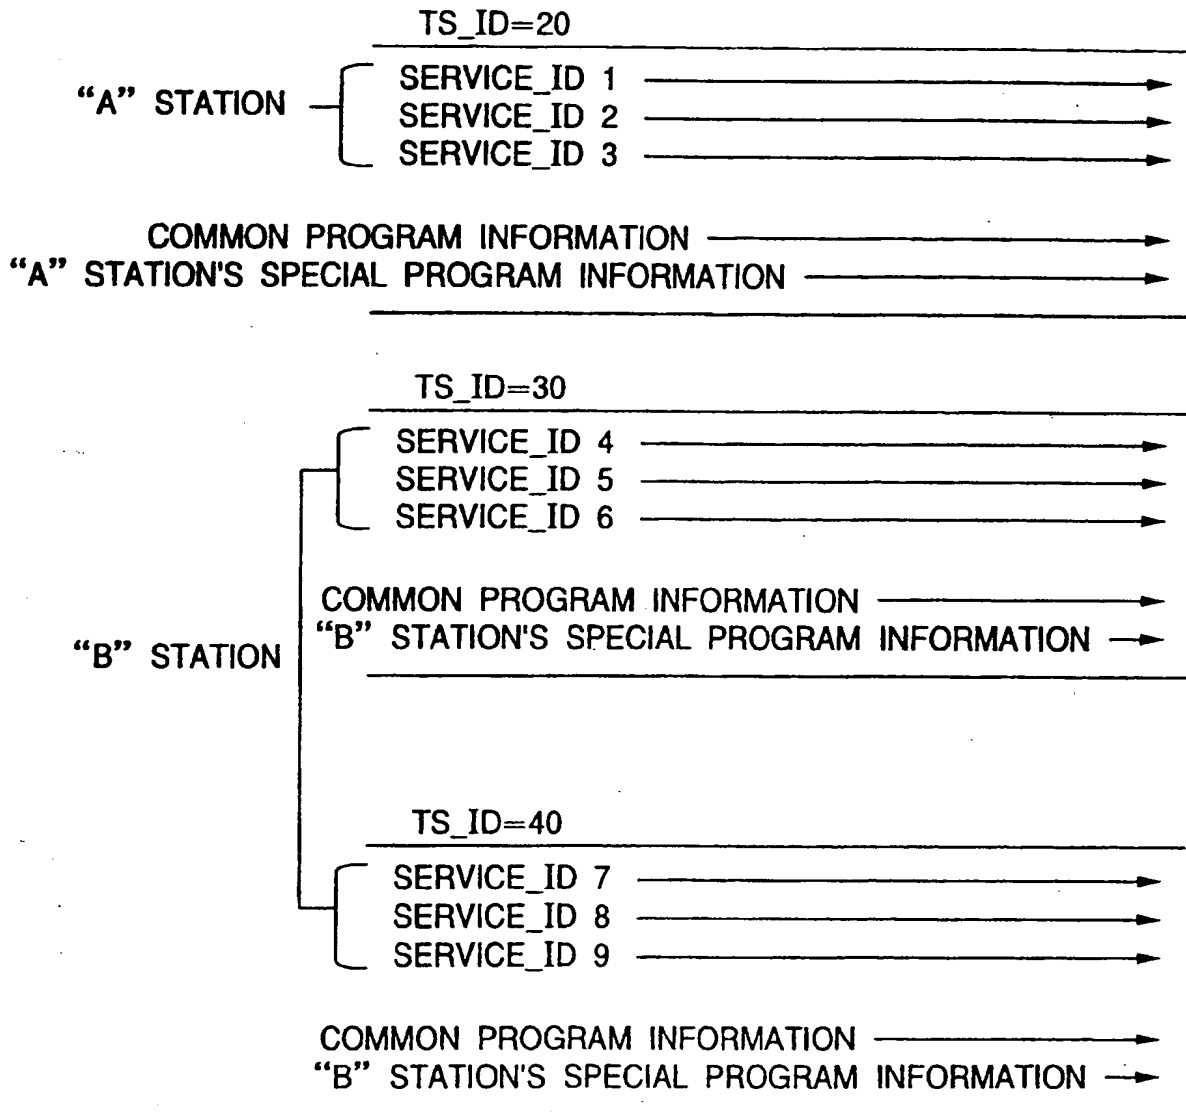 TS_ID=20
“A” STATION
SERVICE_ID 1
SERVICE_ID 2
SERVICE_ID 3
COMMON PROGRAM INFORMATION
“A” STATION'S SPECIAL PROGRAM INFORMATION
TS_ID=30
SERVICE_ID 4
SERVICE_ID 5
SERVICE_ID 6
COMMON PROGRAM INFORMATION
“B” STATION'S SPECIAL PROGRAM INFORMATION
“B” STATION
TS_ID=40
SERVICE_ID 7
SERVICE_ID 8
SERVICE_ID 9
COMMON PROGRAM INFORMATION
“B” STATION'S SPECIAL PROGRAM INFORMATION